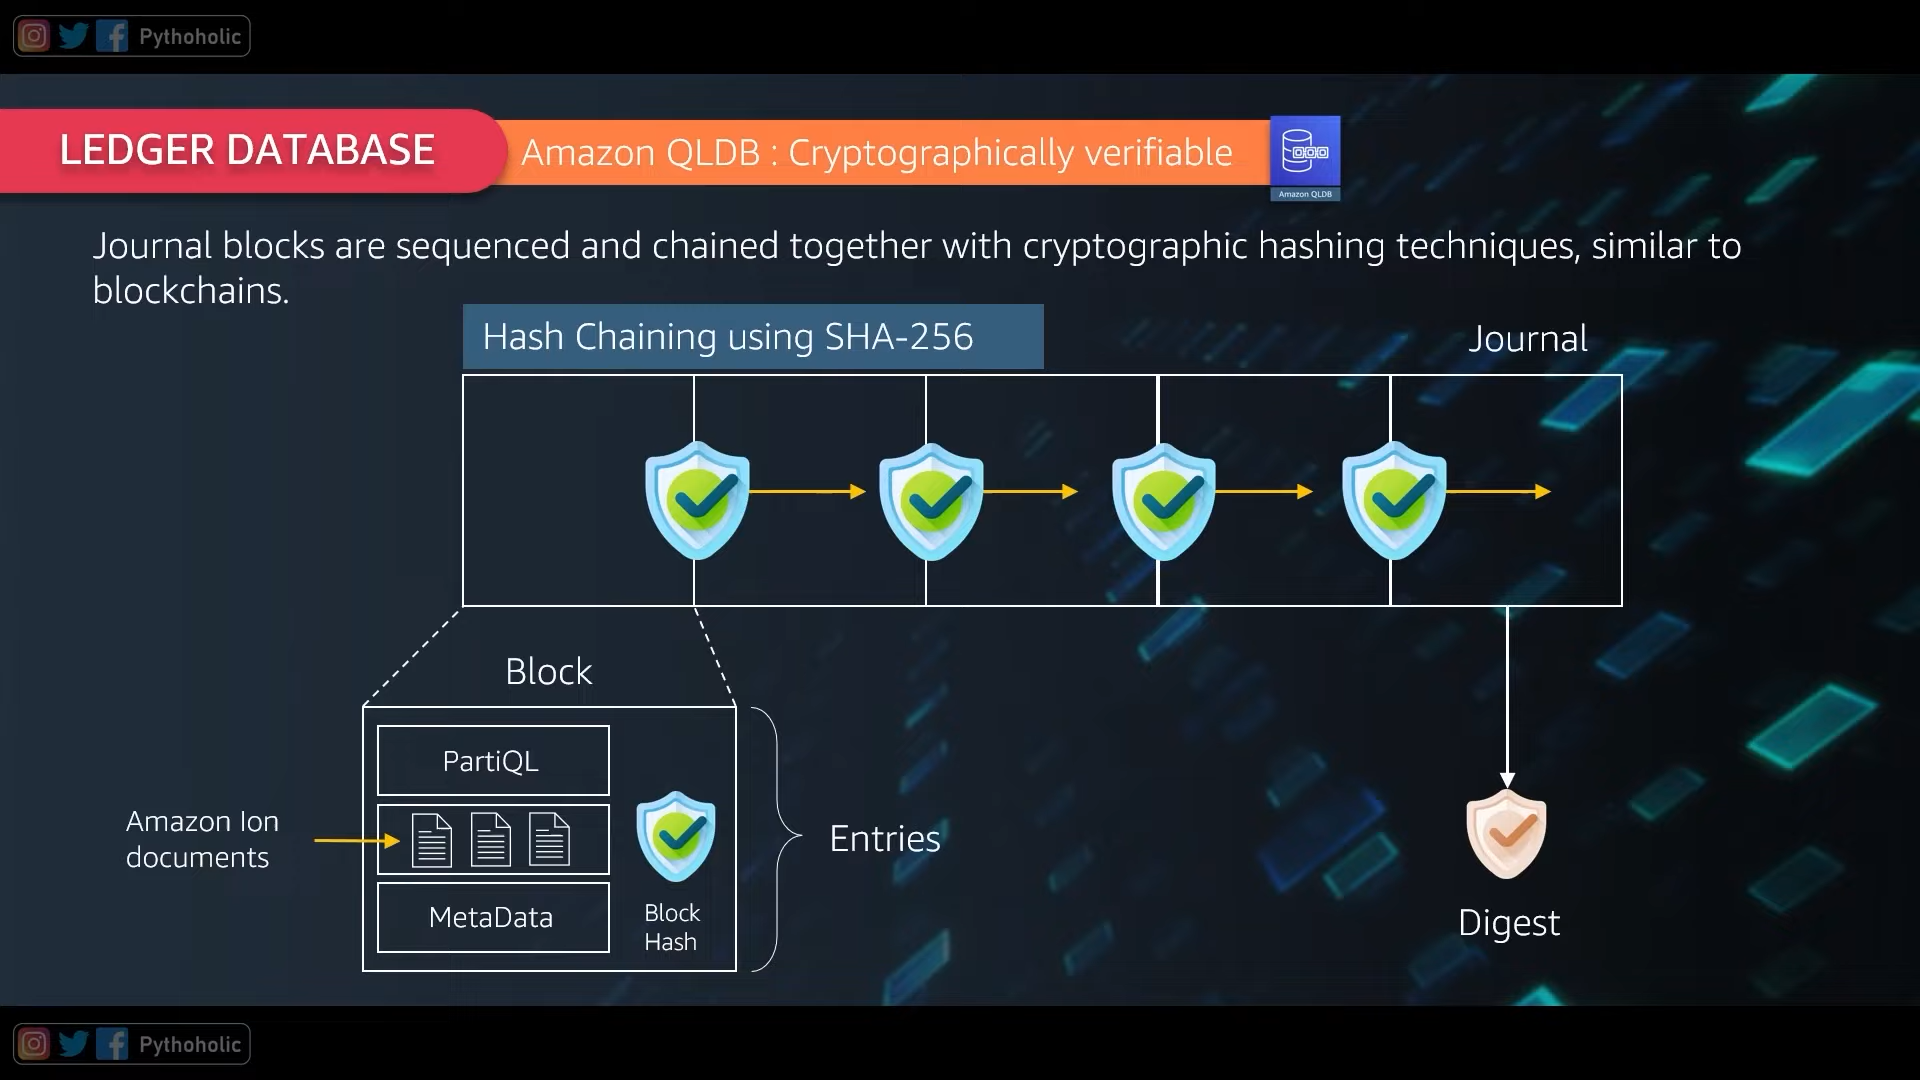 Pythoholic
LEDGER DATABASE
Amazon QLDB : Cryptographically verifiable
Amazon QLDB
Journal blocks are sequenced and chained together with cryptographic hashing techniques, similar to
blockchains.
Hash Chaining using SHA-256
Journal
Block
PartiQL
Amazon Ion
documents
MetaData
Block
Hash
Entries
Digest
Pythoholic